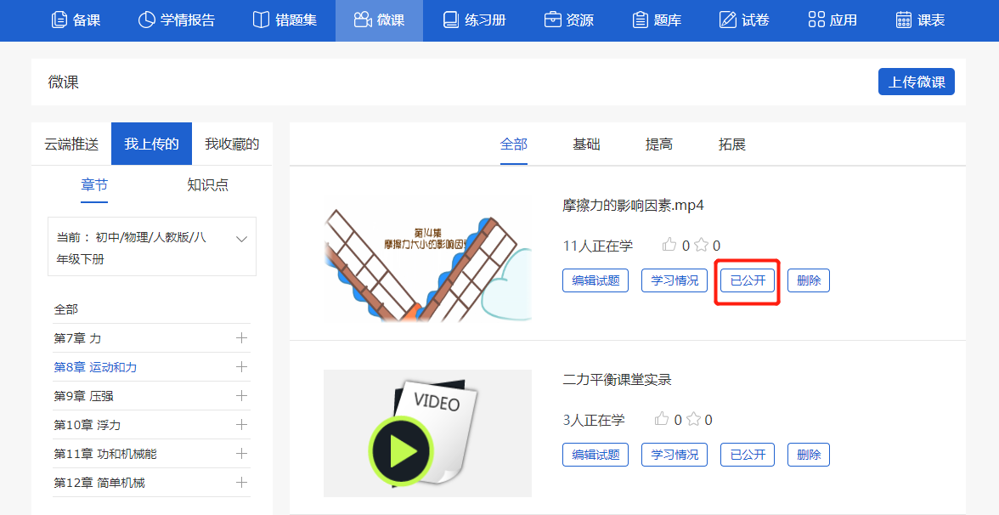 备课 学情报告 错题集 微课 练习册 资源 题库 试卷 应用 课表
微课
上传微课
云端推送 我上传的 我收藏的
章节 知识点
当前： 初中/物理/人教版/八
年级下册
全部
第7章 力
第8章 运动和力
第9章 压强
第10章 浮力
第11章 功和机械能
第12章 简单机械
全部 基础 提高 拓展
第14集
摩擦力大小的影响因素
摩擦力的影响因素.mp4
11人正在学 0 0
编辑试题 学习情况 已公开 删除
VIDEO
二力平衡课堂实录
3人正在学 0 0
编辑试题 学习情况 已公开 删除